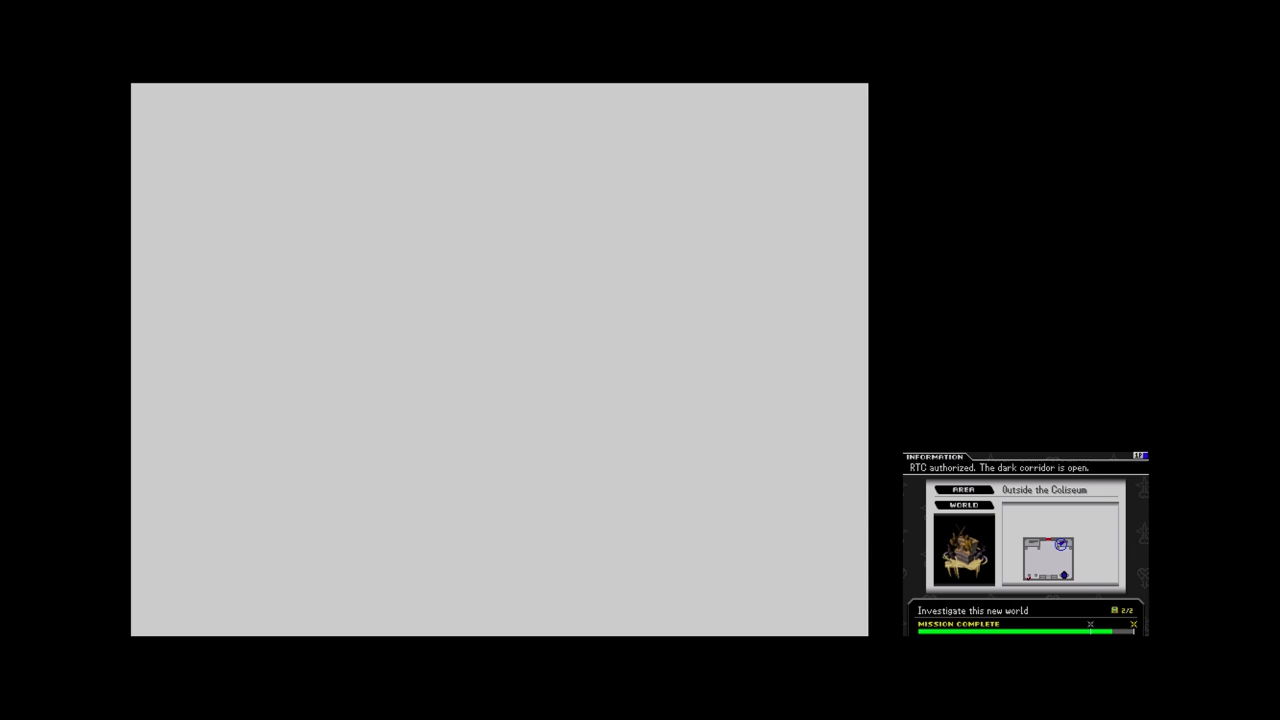 INFORMATION
1P
RTC authorized. The dark corridor is open.
AREA
Outside the Coliseum
WORLD
Investigate this new world
2/2
MISSION COMPLETE